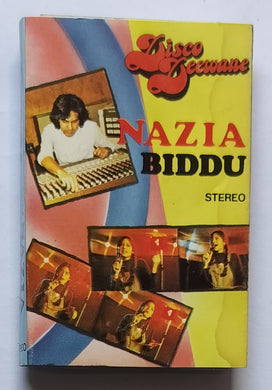 Disco
Deewane
NAZIA
BIDDU
STEREO